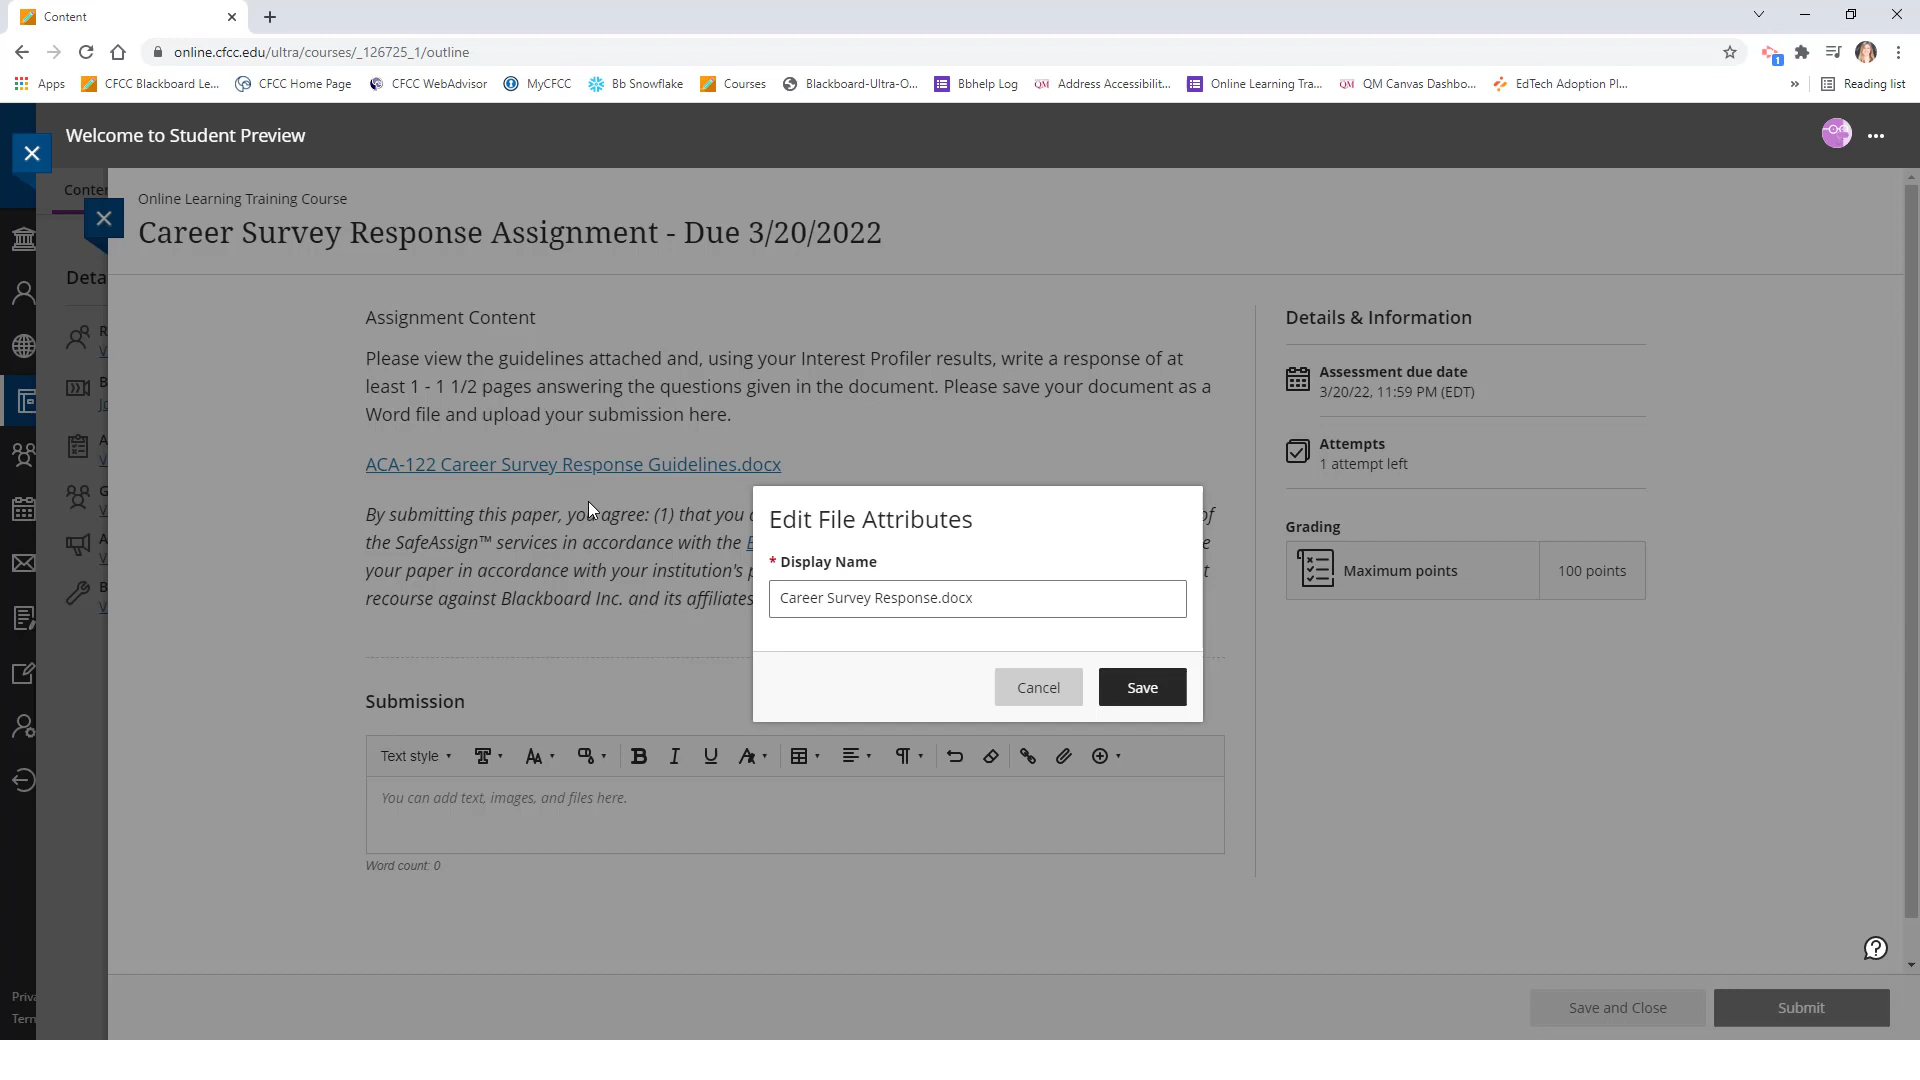 Content
online.cfcc.edu/ultra/courses/_126725_1/outline
Apps
CFCC Blackboard Le...
CFCC Home Page
CFCC WebAdvisor
MyCFCC
Bb Snowflake
Courses
Blackboard-Ultra-O...
Bbhelp Log
QM Address Accessibilit...
Online Learning Tra...
QM QM Canvas Dashbo...
EdTech Adoption Pl...
»
Reading list
1
Welcome to Student Preview
Conte
Online Learning Training Course
Career Survey Response Assignment - Due 3/20/2022
Deta
R
V
B
Jo
A
V
G
V
A
V
B
V
Assignment Content
Please view the guidelines attached and, using your Interest Profiler results, write a response of at
least 1 - 1 1/2 pages answering the questions given in the document. Please save your document as a
Word file and upload your submission here.
ACA-122 Career Survey Response Guidelines.docx
By submitting this paper, you agree: (1) that you of
the SafeAssign™ services in accordance with the
your paper in accordance with your institution's
recourse against Blackboard Inc. and its affiliates
Edit File Attributes
* Display Name
Career Survey Response.docx
Cancel
Save
Submission
Text style
You can add text, images, and files here.
Word count: 0
Details & Information
Assessment due date
3/20/22, 11:59 PM (EDT)
Attempts
1 attempt left
Grading
Maximum points
100 points
Priva
Term
Save and Close
Submit